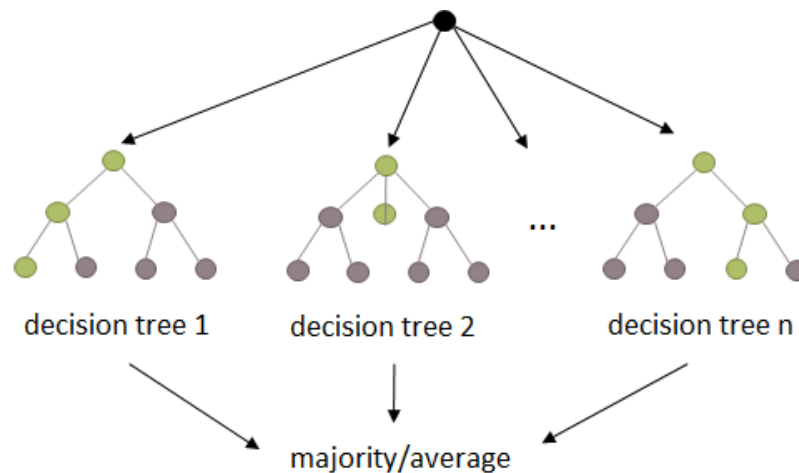 ...
decision tree 1
decision tree 2
decision tree n
majority/average